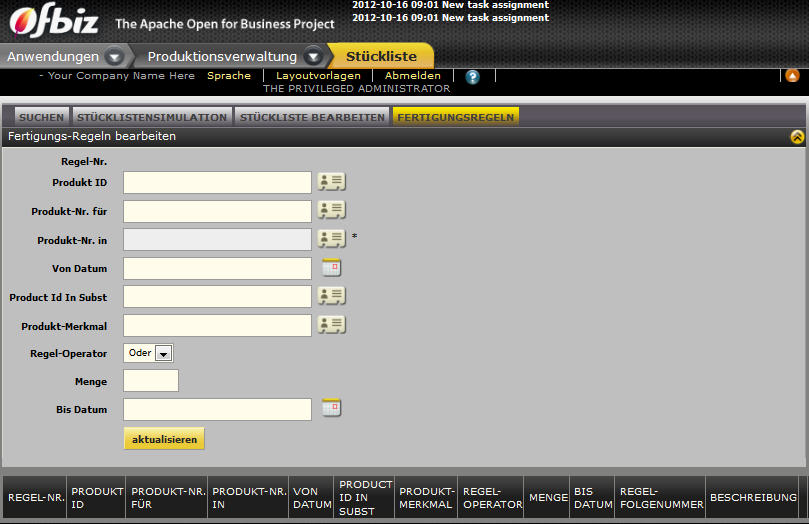 2012-10-16 09:01 New task assignment
2012-10-16 09:01 New task assignment
Ofbiz The Apache Open for Business Project
Anwendungen Produktionsverwaltung Stückliste
- Your Company Name Here Sprache Layoutvorlagen Abmelden ?
THE PRIVILEGED ADMINISTRATOR
SUCHEN STÜCKLISTENSIMULATION STÜCKLISTE BEARBEITEN FERTIGUNGSREGELN
Fertigungs-Regeln bearbeiten
Regel-Nr.
Produkt ID
Produkt-Nr. für
Produkt-Nr. in *
Von Datum
Product Id In Subst
Produkt-Merkmal
Regel-Operator Oder
Menge
Bis Datum
aktualisieren
REGEL-NR. PRODUKT ID PRODUKT-NR. FÜR PRODUKT-NR. IN VON DATUM PRODUCT ID IN SUBST PRODUKT-MERKMAL REGEL-OPERATOR MENGE BIS DATUM REGEL-FOLGENUMMER BESCHREIBUNG